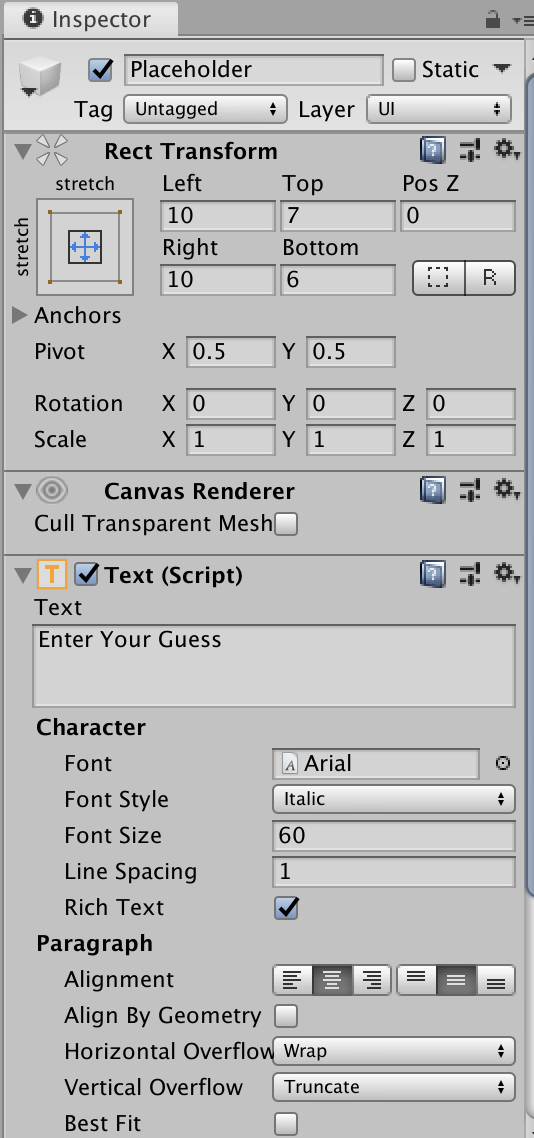 Inspector
Placeholder Static
Tag Untagged Layer UI
Rect Transform
stretch Left Top Pos Z
stretch
10 7 0
Right Bottom
10 6 R
Anchors
Pivot X 0.5 Y 0.5
Rotation X 0 Y 0 Z 0
Scale X 1 Y 1 Z 1
Canvas Renderer
Cull Transparent Mesh
T Text (Script)
Text
Enter Your Guess
Character
Font A Arial
Font Style Italic
Font Size 60
Line Spacing 1
Rich Text
Paragraph
Alignment
Align By Geometry
Horizontal Overflow Wrap
Vertical Overflow Truncate
Best Fit